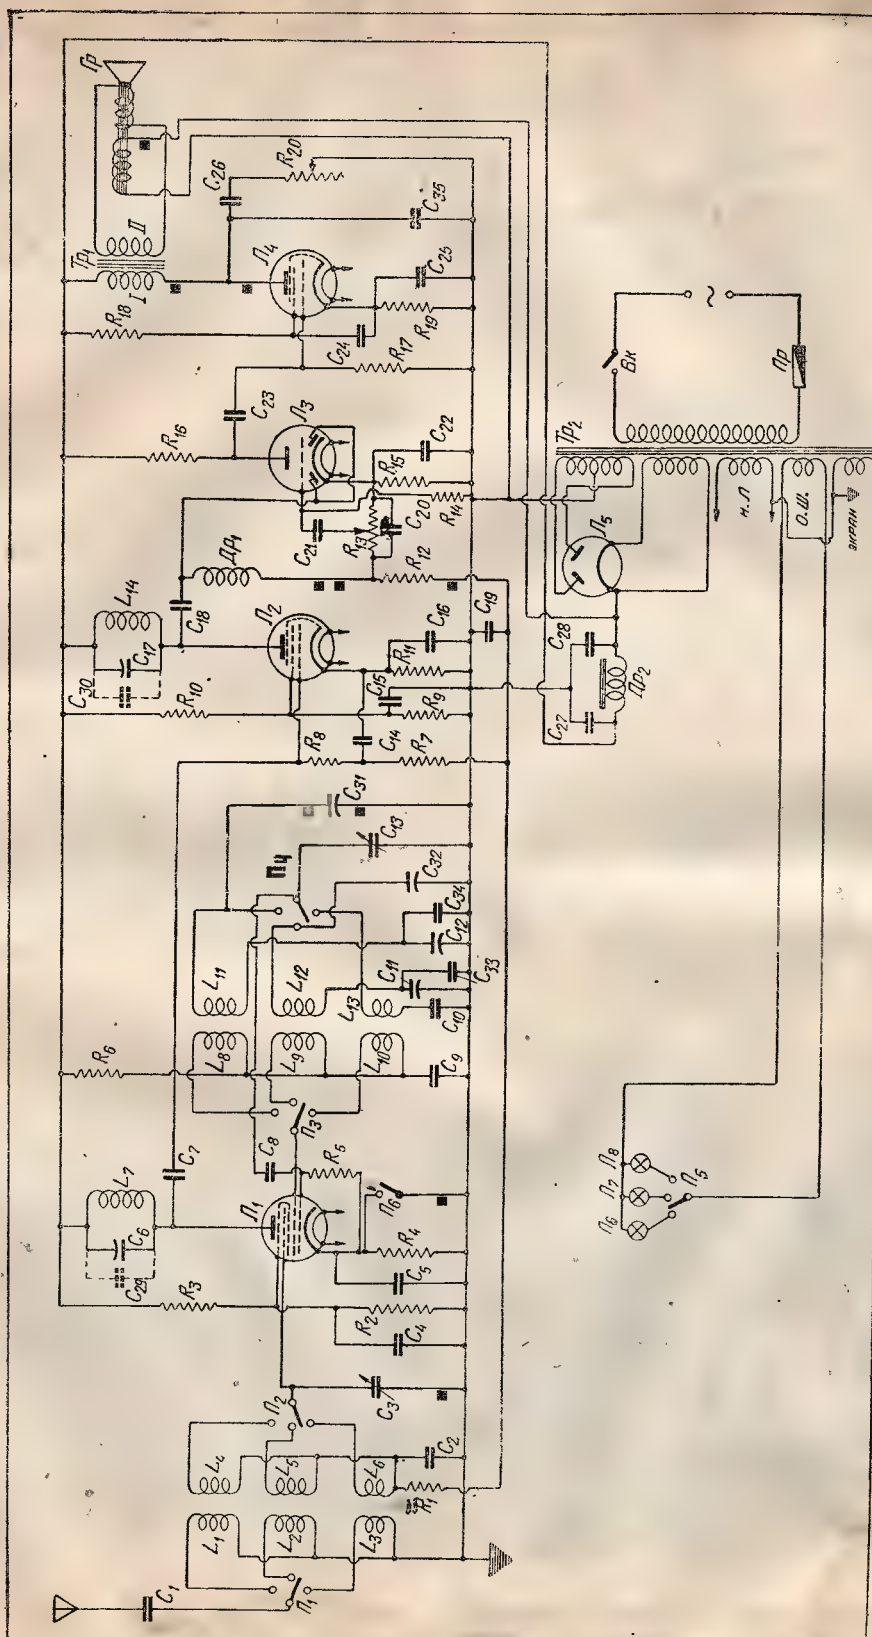 Гр
Тр₁
II
I
C₂₆
R₂₀
C₃₅
Л₄
R₁₈
C₂₄
C₂₅
R₁₉
R₁₇
C₂₃
R₁₆
Л₃
C₂₂
R₁₅
C₂₁
R₁₃
C₂₀
R₁₄
Др₁
R₁₂
C₁₈
L₁₄
C₁₇
C₃₀
Л₂
C₁₆
R₁₁
C₁₉
C₁₅
R₁₀
R₉
R₈
C₁₄
R₇
C₃₁
C₁₃
Пч
C₃₂
C₃₄
C₁₂
C₁₁
C₃₃
L₁₁
L₁₂
L₁₃
C₁₀
L₈
L₉
L₁₀
C₉
R₆
П₃
C₇
C₈
R₅
L₇
C₆
C₂₉
Л₁
П₆
R₄
C₅
R₃
R₂
C₄
C₃
П₂
L₄
L₅
L₆
C₂
R₁
L₁
L₂
L₃
П₁
C₁
Вк
~
Пр
Тр₂
Л₅
н.Л
О.Ш.
ЭКРАН
C₂₈
C₂₇
Др₂
Л₈
Л₇
Л₆
П₅